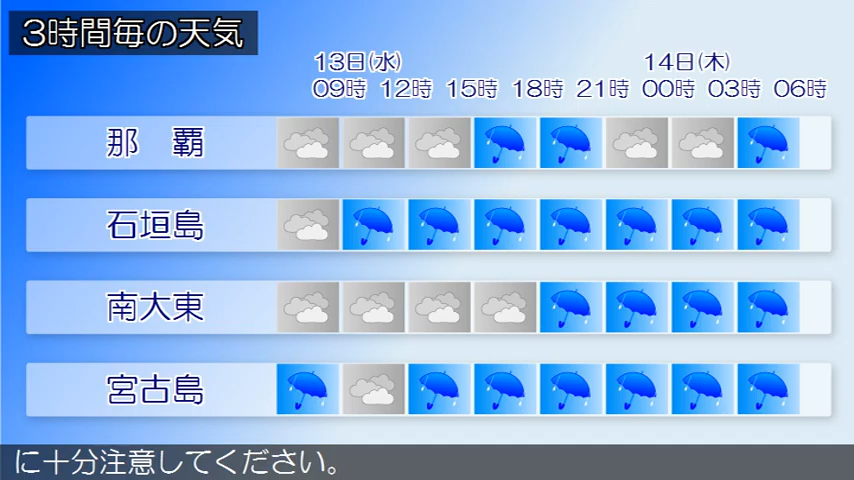 3時間毎の天気
13日(水) 14日(木)
09時 12時 15時 18時 21時 00時 03時 06時
那 覇
石垣島
南大東
宮古島
に十分注意してください。